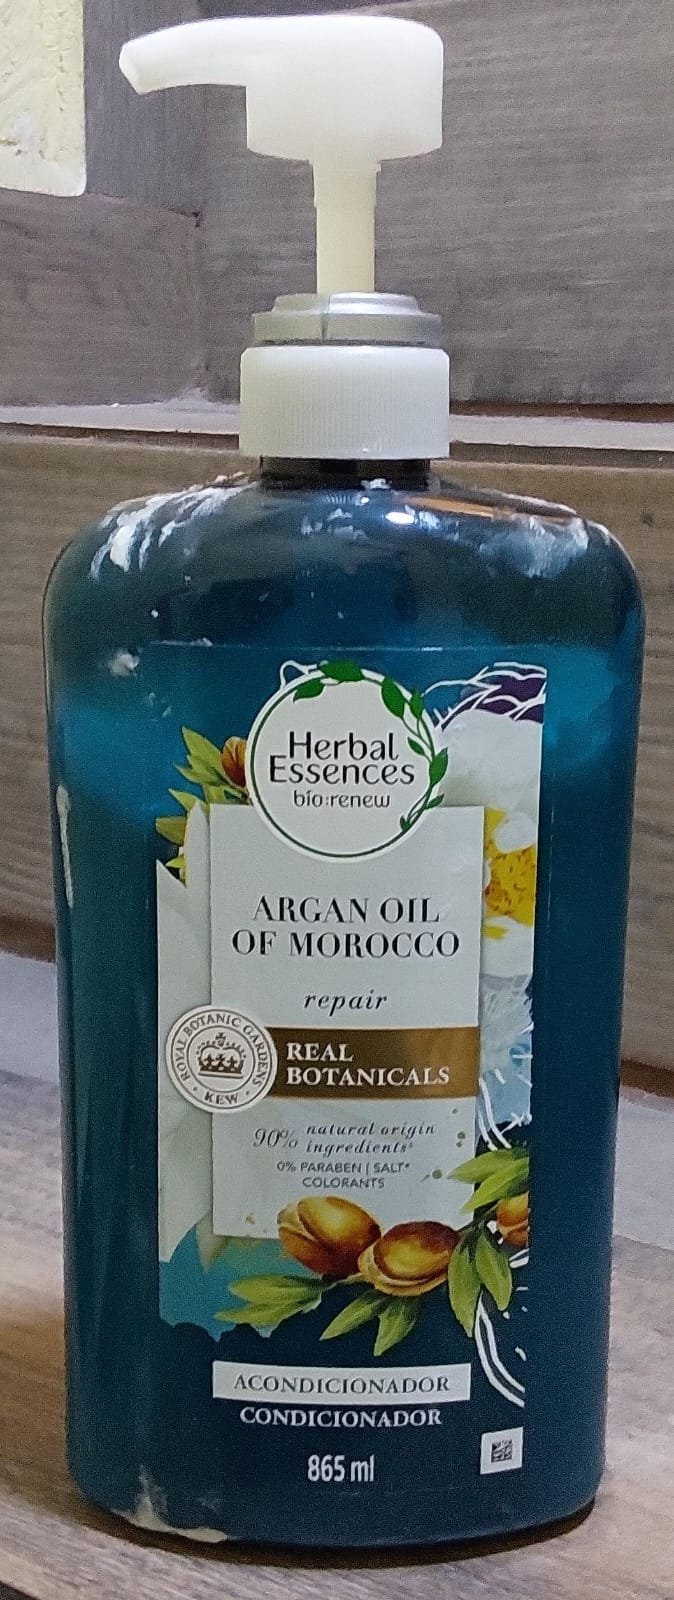 Herbal
Essences
bio:renew
ARGAN OIL
OF MOROCCO
repair
ROYAL BOTANIC GARDENS
• KEW •
REAL
BOTANICALS
90% natural origin
ingredients*
0% PARABEN | SALT*
COLORANTS
ACONDICIONADOR
CONDICIONADOR
865 ml